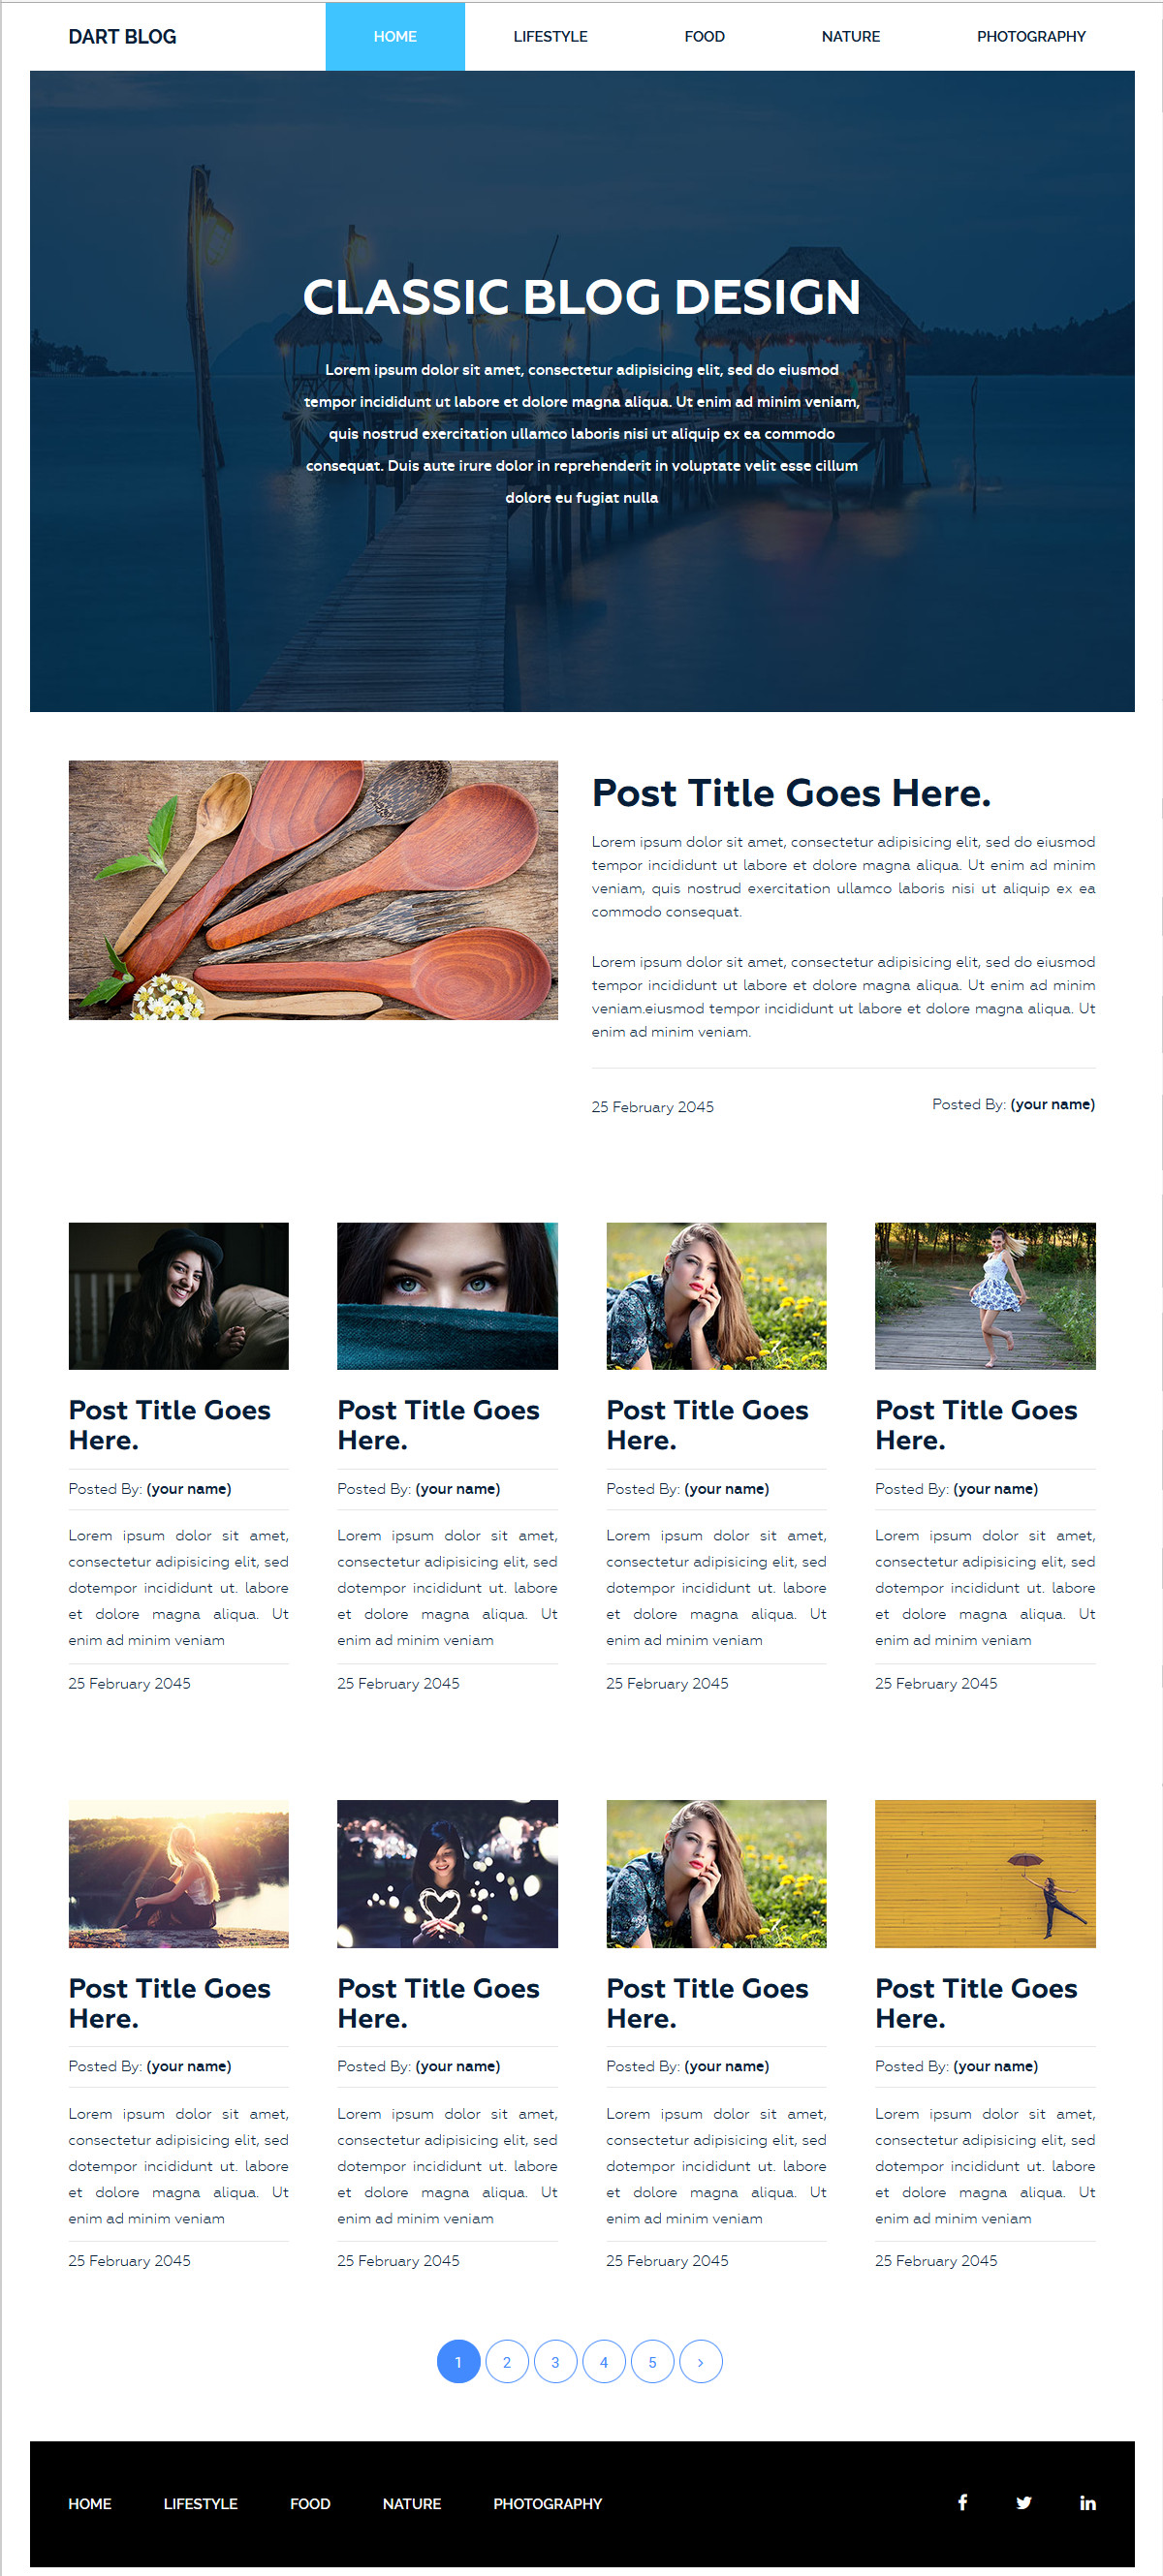 DART BLOG
HOME LIFESTYLE FOOD NATURE PHOTOGRAPHY
CLASSIC BLOG DESIGN
Lorem ipsum dolor sit amet, consectetur adipisicing elit, sed do eiusmod
tempor incididunt ut labore et dolore magna aliqua. Ut enim ad minim veniam,
quis nostrud exercitation ullamco laboris nisi ut aliquip ex ea commodo
consequat. Duis aute irure dolor in reprehenderit in voluptate velit esse cillum
dolore eu fugiat nulla
Post Title Goes Here.
Lorem ipsum dolor sit amet, consectetur adipisicing elit, sed do eiusmod
tempor incididunt ut labore et dolore magna aliqua. Ut enim ad minim
veniam, quis nostrud exercitation ullamco laboris nisi ut aliquip ex ea
commodo consequat.
Lorem ipsum dolor sit amet, consectetur adipisicing elit, sed do eiusmod
tempor incididunt ut labore et dolore magna aliqua. Ut enim ad minim
veniam.eiusmod tempor incididunt ut labore et dolore magna aliqua. Ut
enim ad minim veniam.
25 February 2045
Posted By: (your name)
Post Title Goes
Here.
Posted By: (your name)
Lorem ipsum dolor sit amet,
consectetur adipisicing elit, sed
dotempor incididunt ut. labore
et dolore magna aliqua. Ut
enim ad minim veniam
25 February 2045
Post Title Goes
Here.
Posted By: (your name)
Lorem ipsum dolor sit amet,
consectetur adipisicing elit, sed
dotempor incididunt ut. labore
et dolore magna aliqua. Ut
enim ad minim veniam
25 February 2045
Post Title Goes
Here.
Posted By: (your name)
Lorem ipsum dolor sit amet,
consectetur adipisicing elit, sed
dotempor incididunt ut. labore
et dolore magna aliqua. Ut
enim ad minim veniam
25 February 2045
Post Title Goes
Here.
Posted By: (your name)
Lorem ipsum dolor sit amet,
consectetur adipisicing elit, sed
dotempor incididunt ut. labore
et dolore magna aliqua. Ut
enim ad minim veniam
25 February 2045
Post Title Goes
Here.
Posted By: (your name)
Lorem ipsum dolor sit amet,
consectetur adipisicing elit, sed
dotempor incididunt ut. labore
et dolore magna aliqua. Ut
enim ad minim veniam
25 February 2045
Post Title Goes
Here.
Posted By: (your name)
Lorem ipsum dolor sit amet,
consectetur adipisicing elit, sed
dotempor incididunt ut. labore
et dolore magna aliqua. Ut
enim ad minim veniam
25 February 2045
Post Title Goes
Here.
Posted By: (your name)
Lorem ipsum dolor sit amet,
consectetur adipisicing elit, sed
dotempor incididunt ut. labore
et dolore magna aliqua. Ut
enim ad minim veniam
25 February 2045
Post Title Goes
Here.
Posted By: (your name)
Lorem ipsum dolor sit amet,
consectetur adipisicing elit, sed
dotempor incididunt ut. labore
et dolore magna aliqua. Ut
enim ad minim veniam
25 February 2045
1 2 3 4 5 ›
HOME LIFESTYLE FOOD NATURE PHOTOGRAPHY